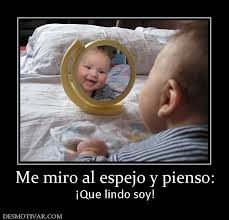 Me miro al espejo y pienso:
¡Que lindo soy!
DESMOTIVAR.COM